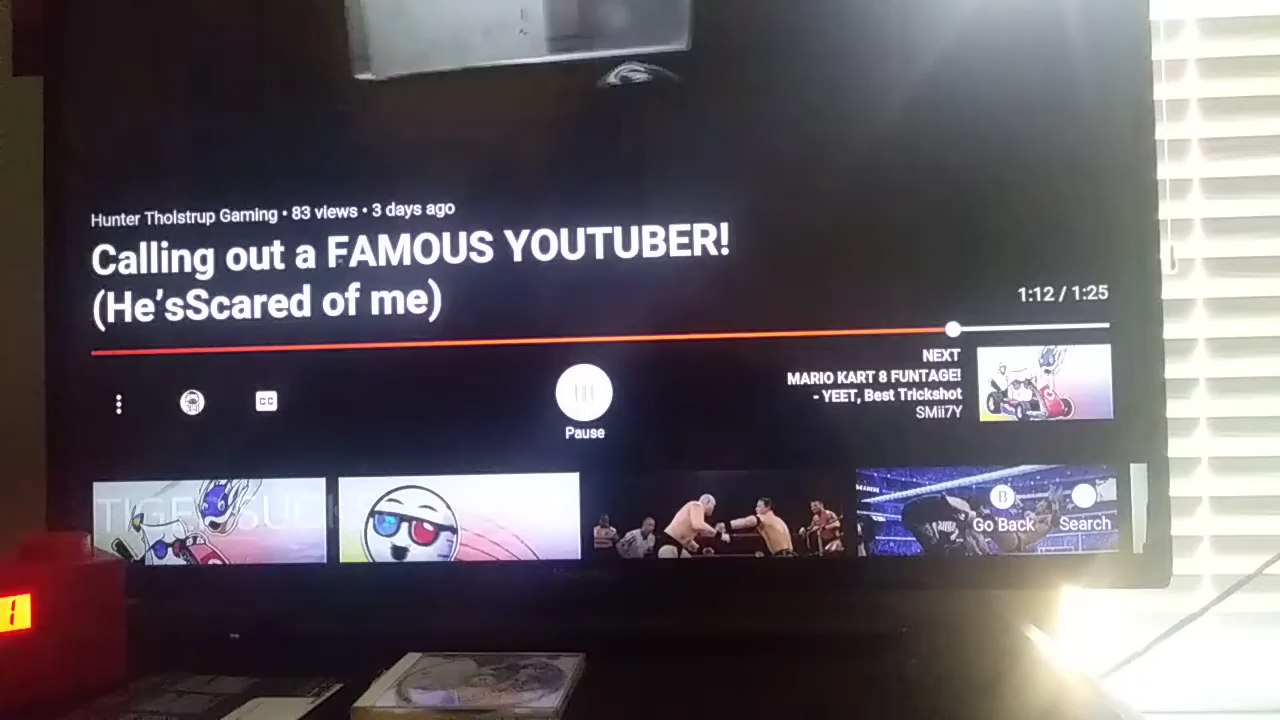 Hunter Tholstrup Gaming • 83 views • 3 days ago
Calling out a FAMOUS YOUTUBER!
(He'sScared of me)
1:12 / 1:25
NEXT
MARIO KART 8 FUNTAGE!
- YEET, Best Trickshot
SMii7Y
CC
Pause
B
Go Back
Search
1